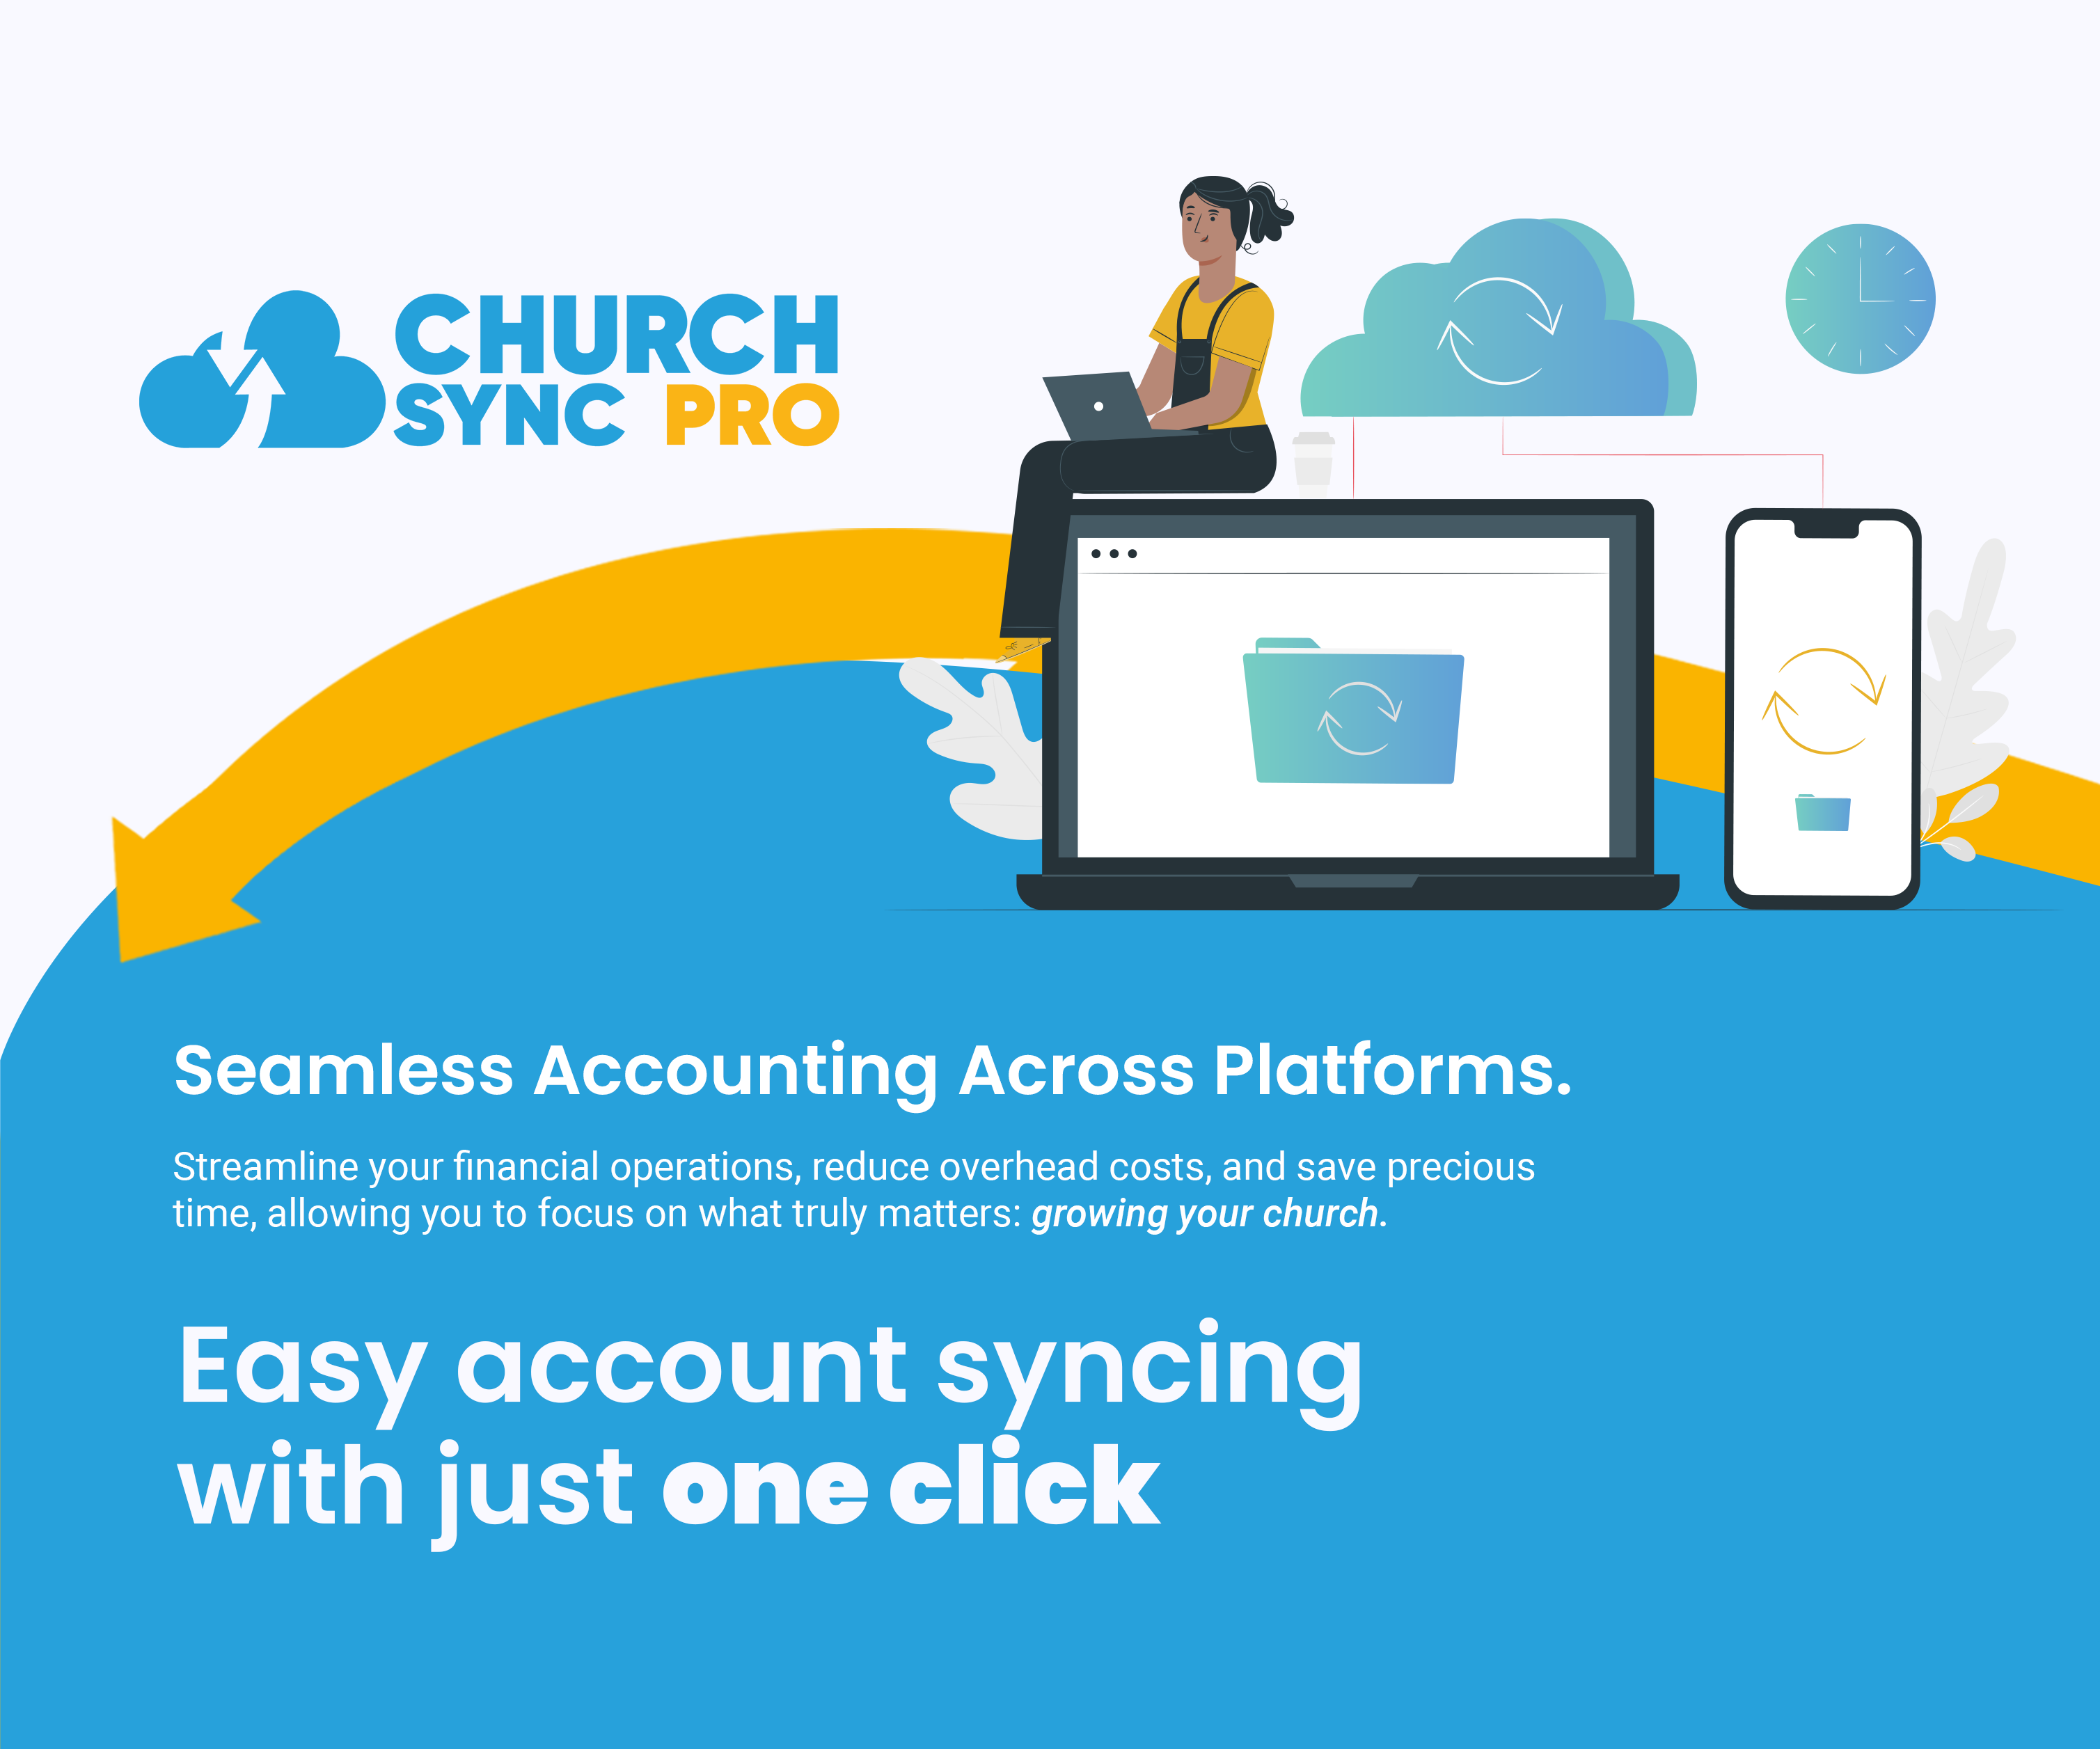 CHURCH
SYNC PRO
Seamless Accounting Across Platforms.
Streamline your financial operations, reduce overhead costs, and save precious
time, allowing you to focus on what truly matters: growing your church.
Easy account syncing
with just one click